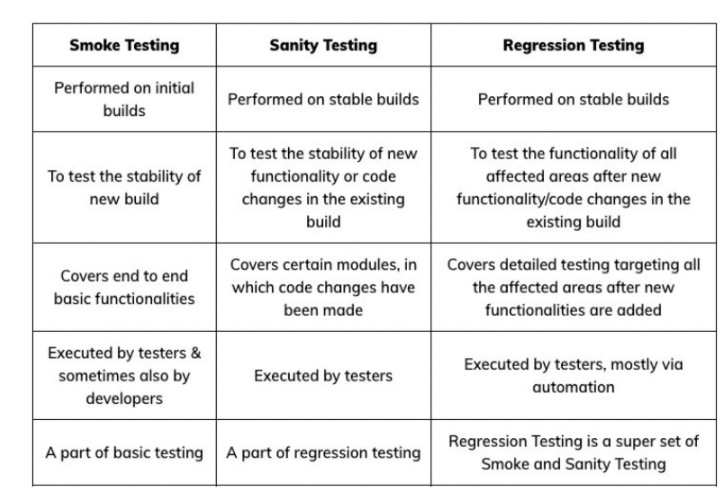 Smoke Testing
Sanity Testing
Regression Testing
Performed on initial
builds
Performed on stable builds
Performed on stable builds
To test the stability of
new build
To test the stability of new
functionality or code
changes in the existing
build
To test the functionality of all
affected areas after new
functionality/code changes in the
existing build
Covers end to end
basic functionalities
Covers certain modules, in
which code changes have
been made
Covers detailed testing targeting all
the affected areas after new
functionalities are added
Executed by testers &
sometimes also by
developers
Executed by testers
Executed by testers, mostly via
automation
A part of basic testing
A part of regression testing
Regression Testing is a super set of
Smoke and Sanity Testing